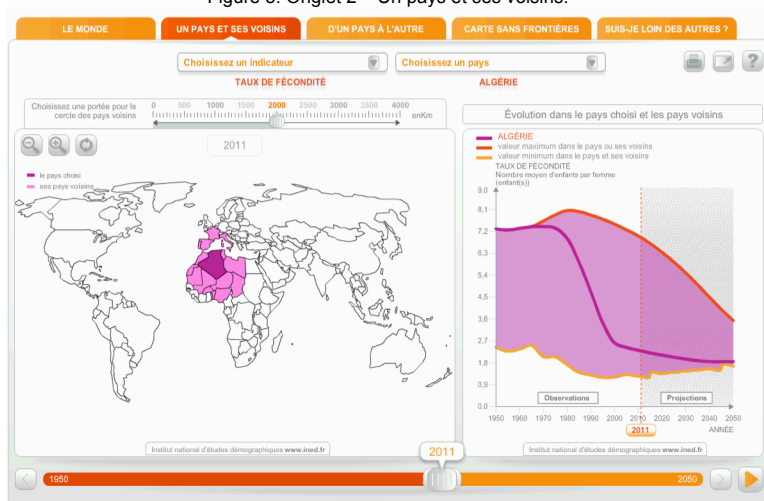 Figure 3. Onglet 2 – Un pays et ses voisins.
LE MONDE
UN PAYS ET SES VOISINS
D'UN PAYS À L'AUTRE
CARTE SANS FRONTIÈRES
SUIS-JE LOIN DES AUTRES ?
Choisissez un indicateur
Choisissez un pays
TAUX DE FÉCONDITÉ
ALGÉRIE
?
Choisissez une portée pour le
cercle des pays voisins
0 500 1000 1500 2000 2500 3000 3500 4000
enKm
2011
le pays choisi
ses pays voisins
Institut national d'études démographiques www.ined.fr
Évolution dans le pays choisi et les pays voisins
ALGÉRIE
valeur maximum dans le pays ou ses voisins
valeur minimum dans le pays et ses voisins
TAUX DE FÉCONDITÉ
Nombre moyen d'enfants par femme
(enfant(s))
9,0
8,1
7,2
6,3
5,4
4,5
3,6
2,7
1,8
0,9
0,0
Observations
Projections
1950 1960 1970 1980 1990 2000 2010 2020 2030 2040 2050
2011
ANNÉE
Institut national d'études démographiques www.ined.fr
2011
1950
2050